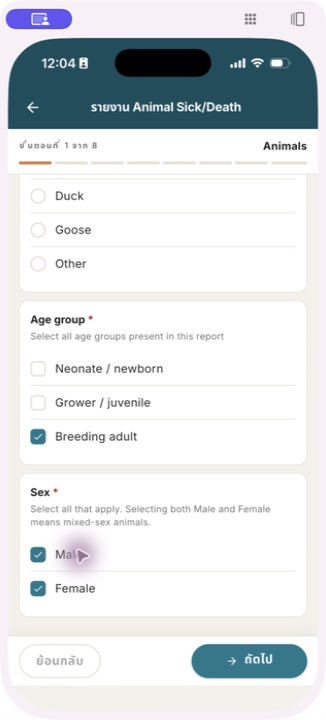 12:04
รายงาน Animal Sick/Death
ขั้นตอนที่ 1 จาก 8
Animals
Duck
Goose
Other
Age group *
Select all age groups present in this report
Neonate / newborn
Grower / juvenile
Breeding adult
Sex *
Select all that apply. Selecting both Male and Female
means mixed-sex animals.
Male
Female
ย้อนกลับ
→ ถัดไป